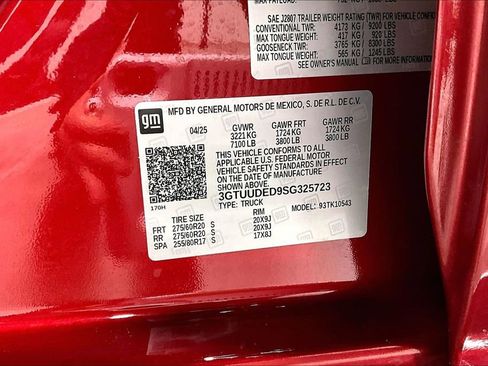 SAE J2807 TRAILER WEIGHT RATING (TWR) FOR VEHICLE CONFIG
CONVENTIONAL TWR: 4173 KG / 9200 LBS
MAX TONGUE WEIGHT: 417 KG / 920 LBS
GOOSENECK TWR: 3765 KG / 8300 LBS
MAX TONGUE WEIGHT: 565 KG / 1245 LBS
SEE OWNER'S MANUAL
gm
MFD BY GENERAL MOTORS DE MEXICO, S. DE R.L. DE C.V.
04/25 GVWR GAWR FRT GAWR RR
3221 KG 1724 KG 1724 KG
7100 LB 3800 LB 3800 LB
THIS VEHICLE CONFORMS TO ALL
APPLICABLE U.S. FEDERAL MOTOR
VEHICLE SAFETY STANDARDS IN
EFFECT ON THE DATE OF
MANUFACTURE SHOWN ABOVE.
3GTUUDED9SG325723
170H TYPE: TRUCK MODEL: 93TK10543
TIRE SIZE RIM
FRT 275/60R20 S 20X9J
RR 275/60R20 S 20X9J
SPA 255/80R17 S 17X8J